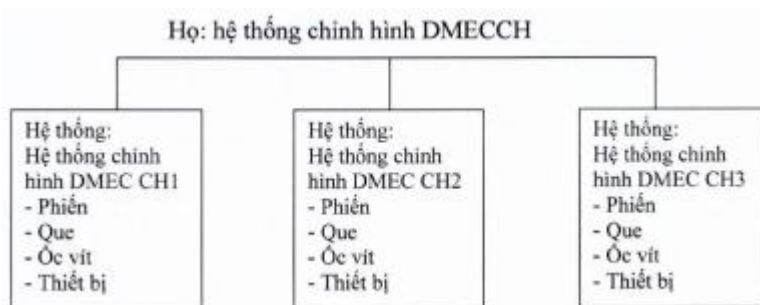 Họ: hệ thống chỉnh hình DMECCH
Hệ thống:
Hệ thống chỉnh
hình DMEC CH1
- Phiến
- Que
- Ốc vít
- Thiết bị
Hệ thống:
Hệ thống chỉnh
hình DMEC CH2
- Phiến
- Que
- Ốc vít
- Thiết bị
Hệ thống:
Hệ thống chỉnh
hình DMEC CH3
- Phiến
- Que
- Ốc vít
- Thiết bị